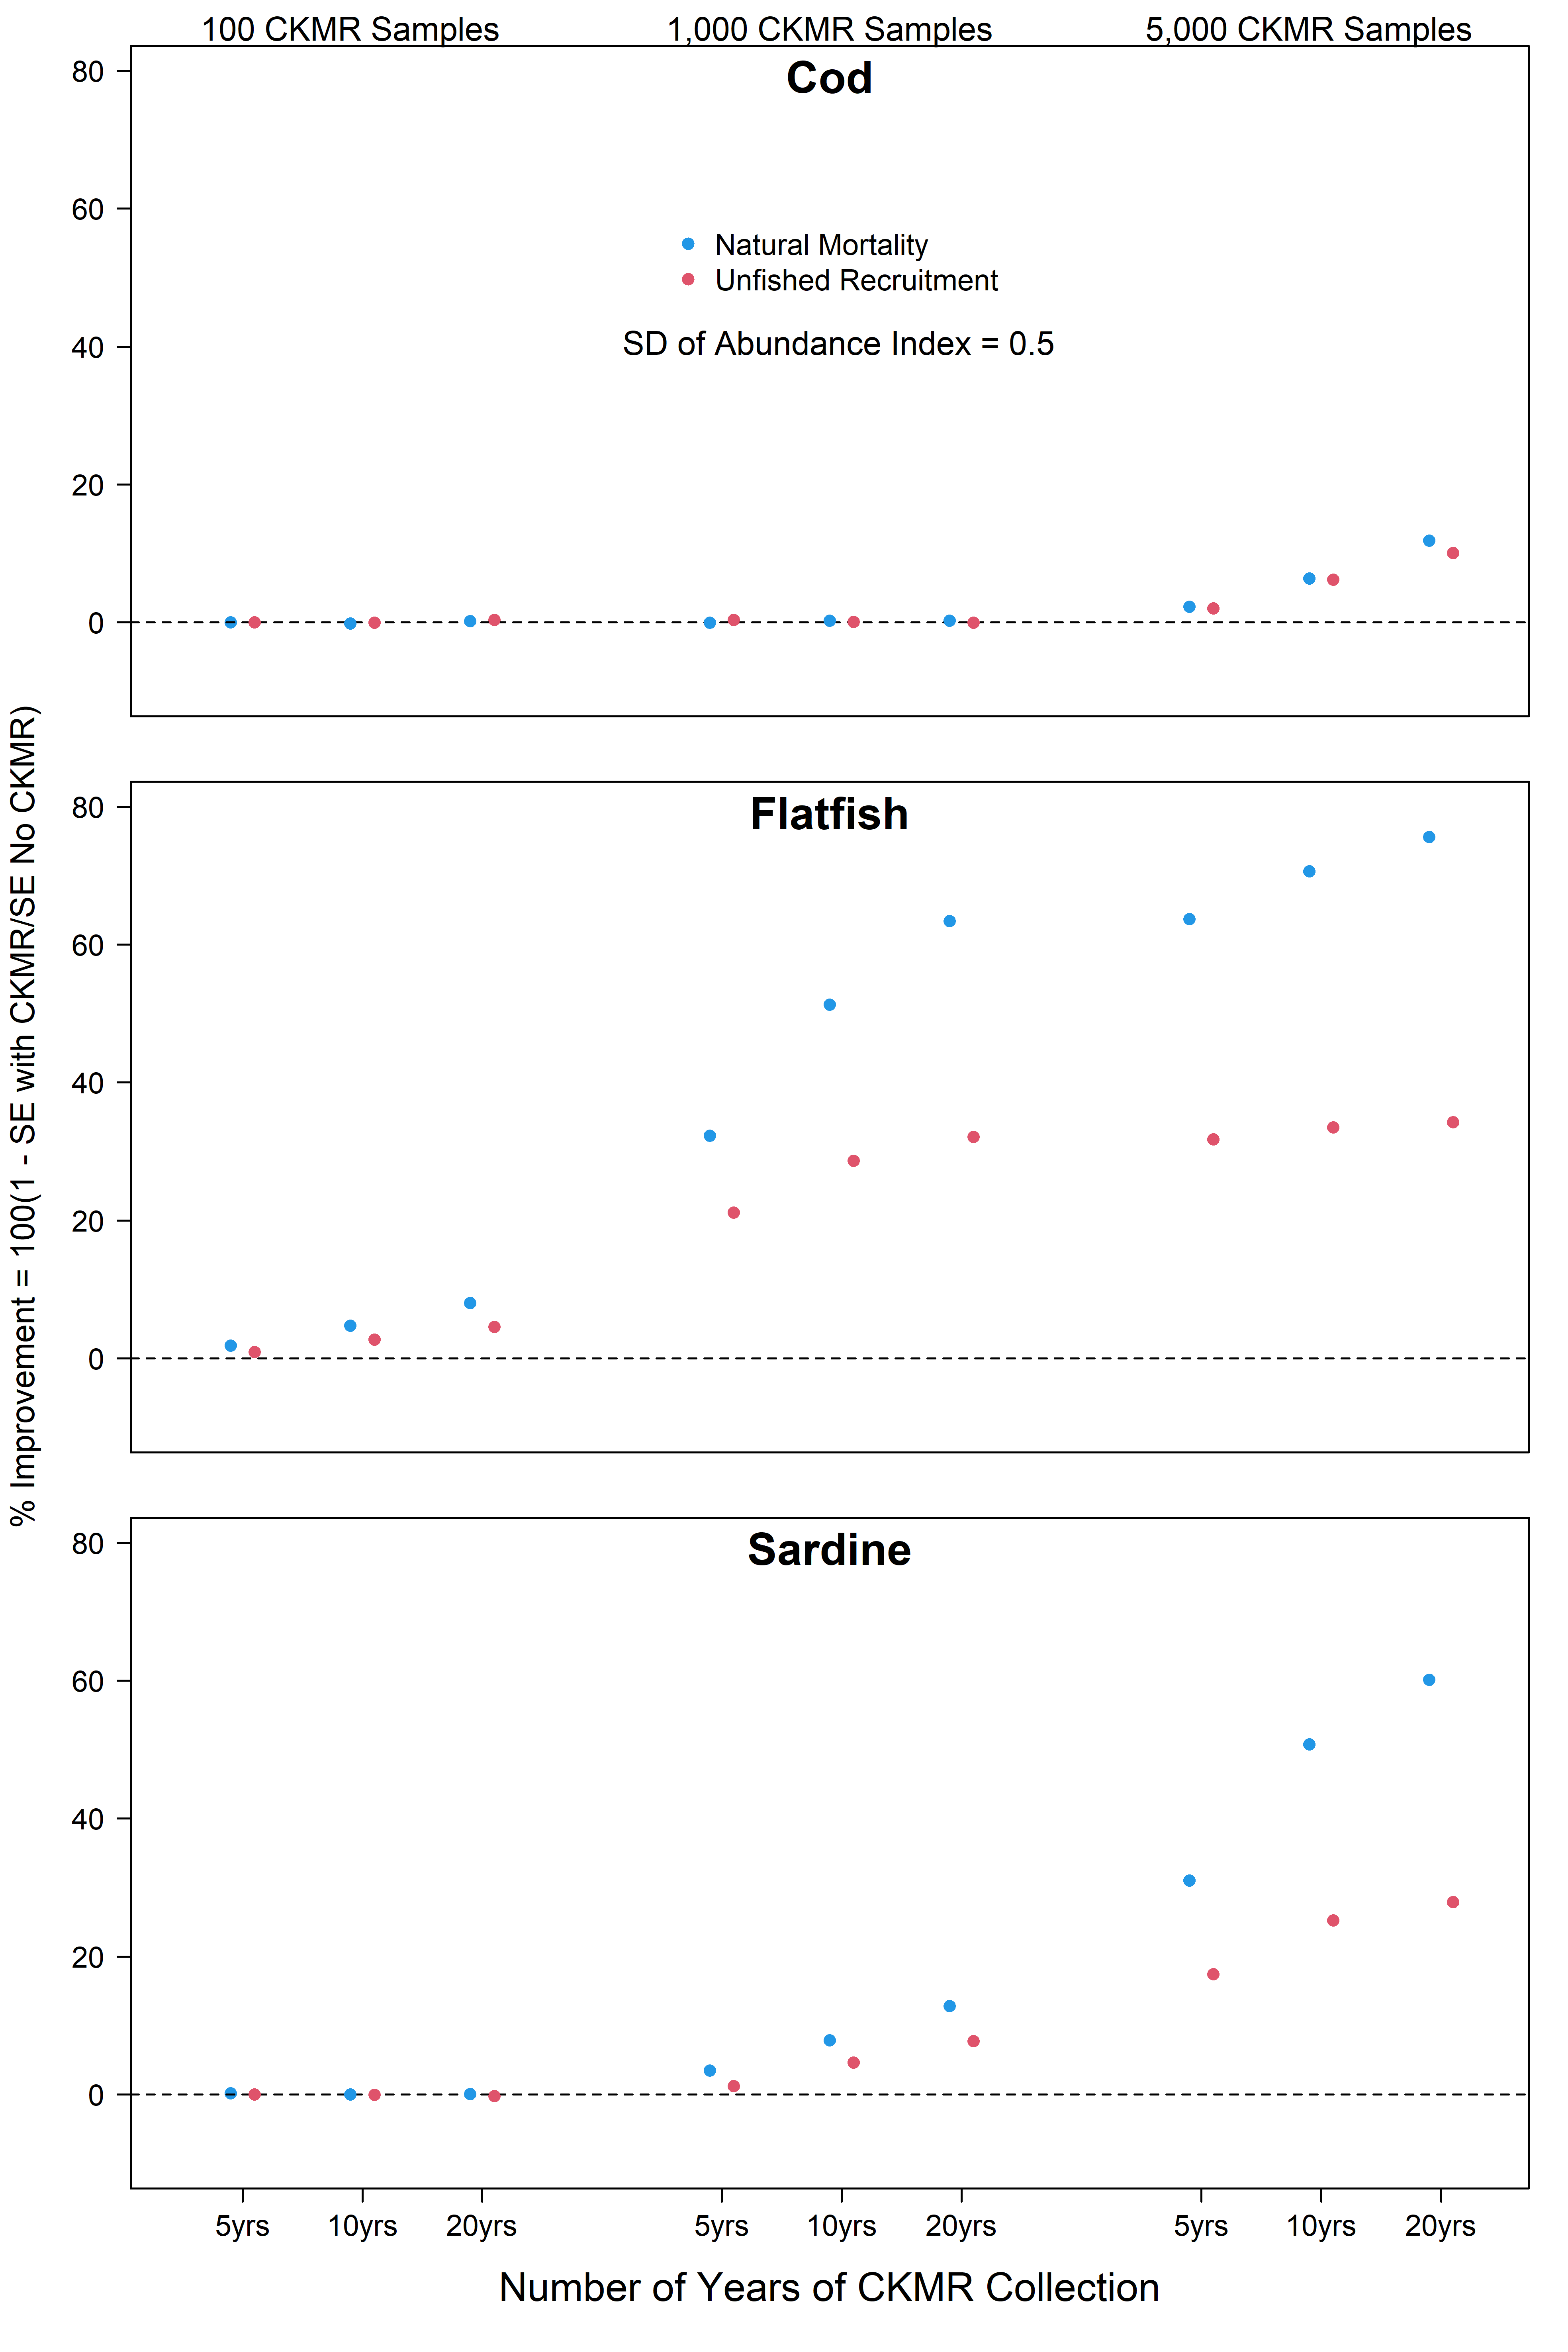 100 CKMR Samples 1,000 CKMR Samples 5,000 CKMR Samples
% Improvement = 100(1 - SE with CKMR/SE No CKMR)
Cod
80
60
40
20
0
Natural Mortality
Unfished Recruitment
SD of Abundance Index = 0.5
Flatfish
80
60
40
20
0
Sardine
80
60
40
20
0
5yrs 10yrs 20yrs 5yrs 10yrs 20yrs 5yrs 10yrs 20yrs
Number of Years of CKMR Collection